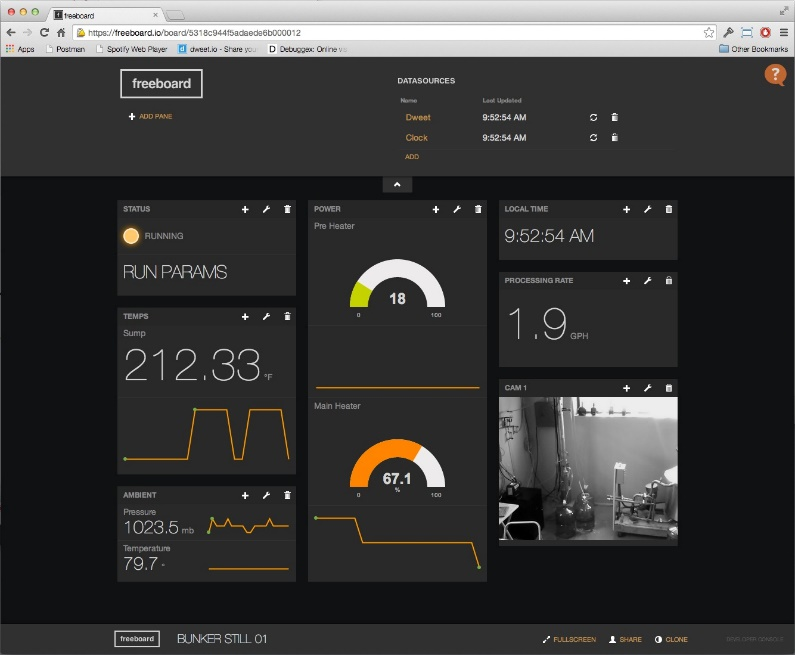 freeboard
https://freeboard.io/board/5318c944f5adaede6b000012
Apps Postman Spotify Web Player dweet.io - Share you Debuggex: Online vi Other Bookmarks
freeboard
ADD PANE
DATASOURCES
Name Last Updated
Dweet 9:52:54 AM
Clock 9:52:54 AM
ADD
?
STATUS
RUNNING
RUN PARAMS
TEMPS
Sump
212.33 °F
AMBIENT
Pressure
1023.5 mb
Temperature
79.7 -
POWER
Pre Heater
18
0 100
Main Heater
67.1
%
0 100
LOCAL TIME
9:52:54 AM
PROCESSING RATE
1.9 GPH
CAM 1
freeboard BUNKER STILL 01 FULLSCREEN SHARE CLONE DEVELOPER CONSOLE